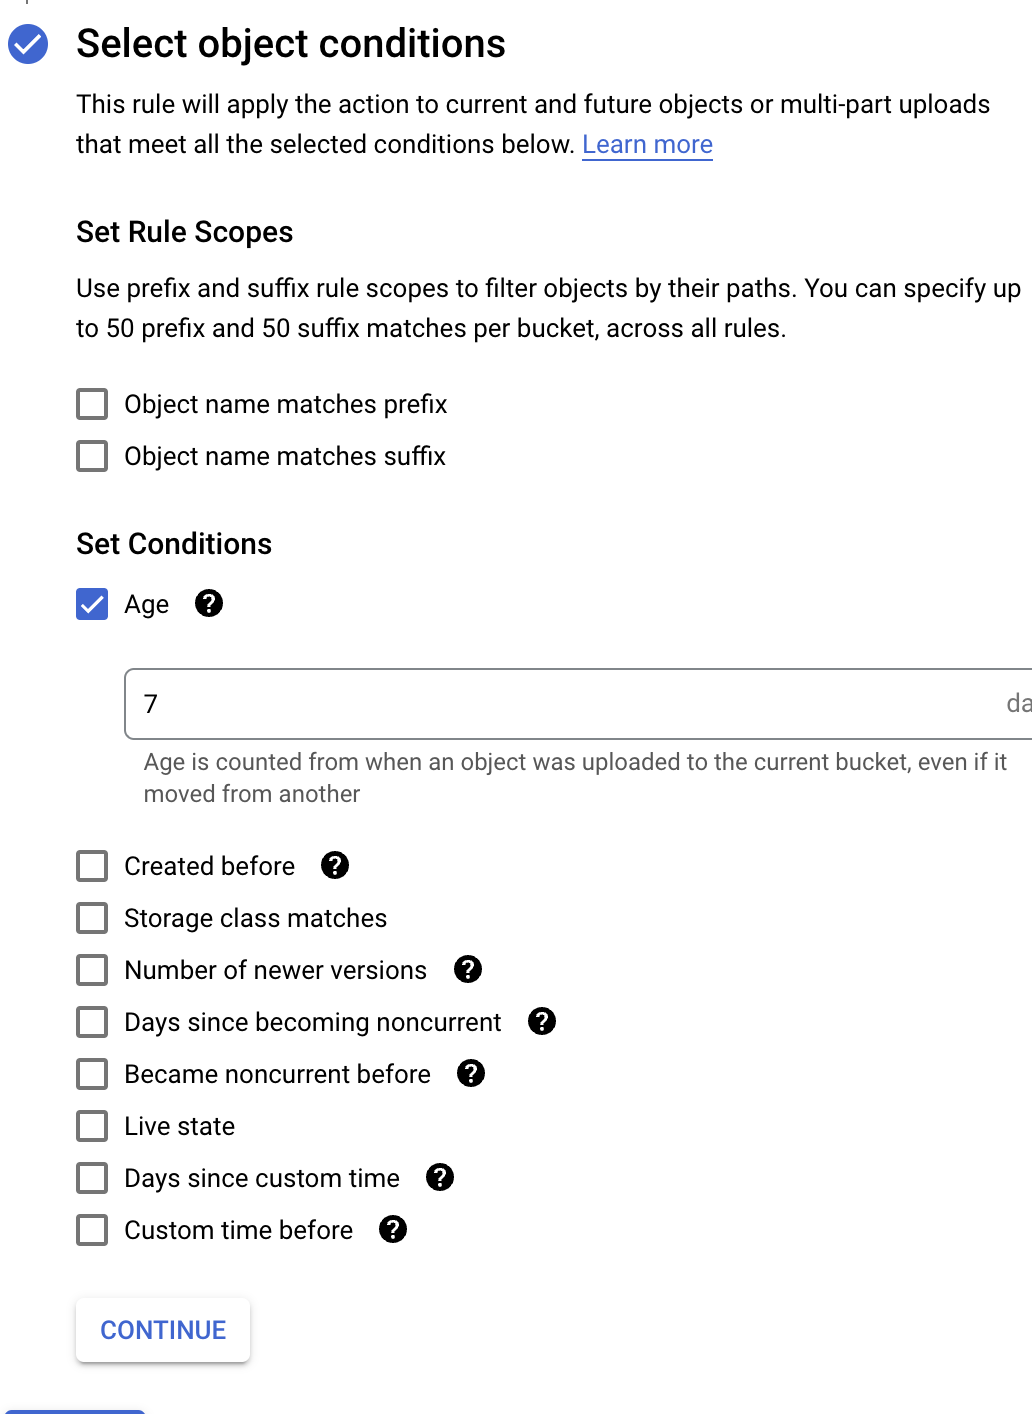 Select object conditions
This rule will apply the action to current and future objects or multi-part uploads
that meet all the selected conditions below. Learn more
Set Rule Scopes
Use prefix and suffix rule scopes to filter objects by their paths. You can specify up
to 50 prefix and 50 suffix matches per bucket, across all rules.
Object name matches prefix
Object name matches suffix
Set Conditions
Age
7 da
Age is counted from when an object was uploaded to the current bucket, even if it
moved from another
Created before
Storage class matches
Number of newer versions
Days since becoming noncurrent
Became noncurrent before
Live state
Days since custom time
Custom time before
CONTINUE